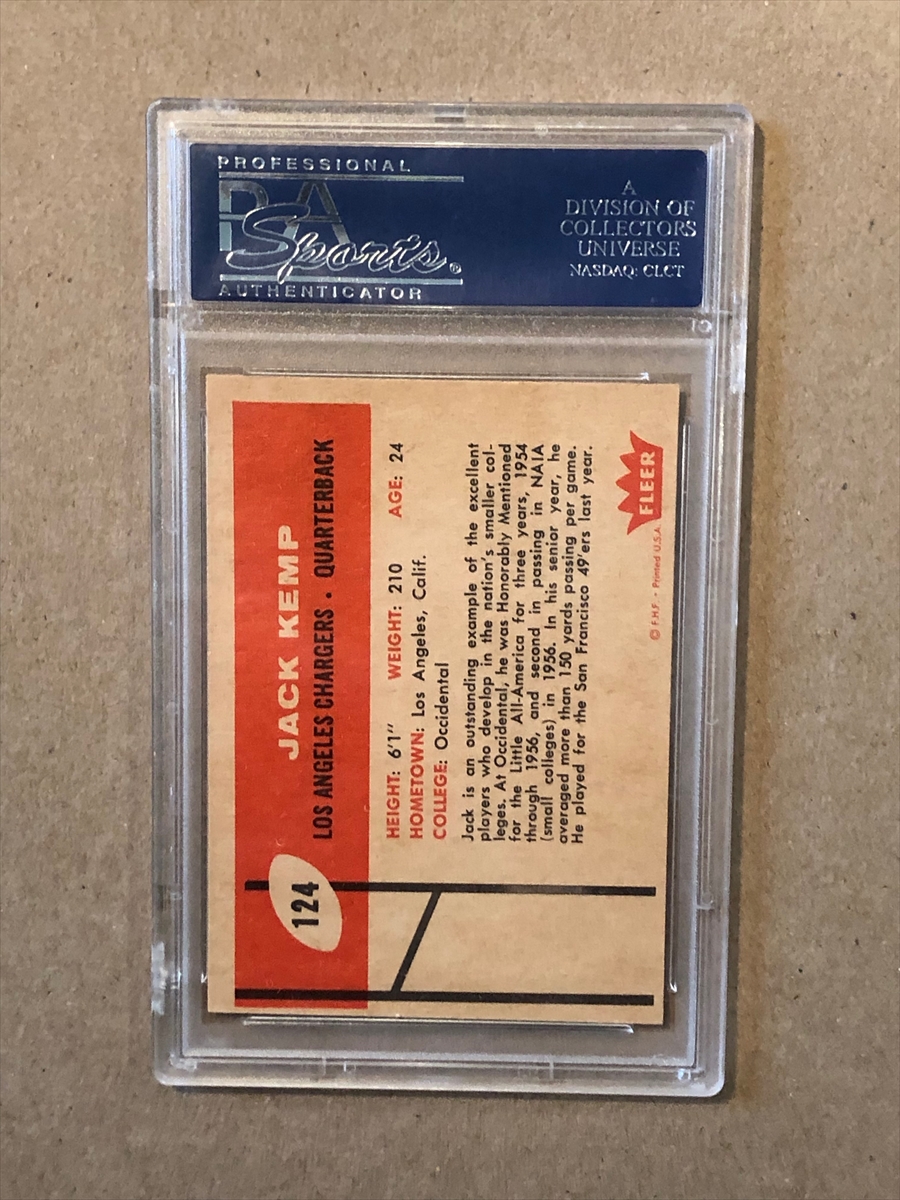 PROFESSIONAL
PSA
Sports®
AUTHENTICATOR
A
DIVISION OF
COLLECTORS
UNIVERSE
NASDAQ: CLCT
124
JACK KEMP
LOS ANGELES CHARGERS • QUARTERBACK
HEIGHT: 6'1" WEIGHT: 210 AGE: 24
HOMETOWN: Los Angeles, Calif.
COLLEGE: Occidental
Jack is an outstanding example of the excellent
players who develop in the nation's smaller col-
leges. At Occidental, he was Honorably Mentioned
for the Little All-America for three years, 1954
through 1956, and second in passing in NAIA
(small colleges) in 1956. In his senior year, he
averaged more than 150 yards passing per game.
He played for the San Francisco 49'ers last year.
© F.H.F. • Printed U.S.A.
FLEER